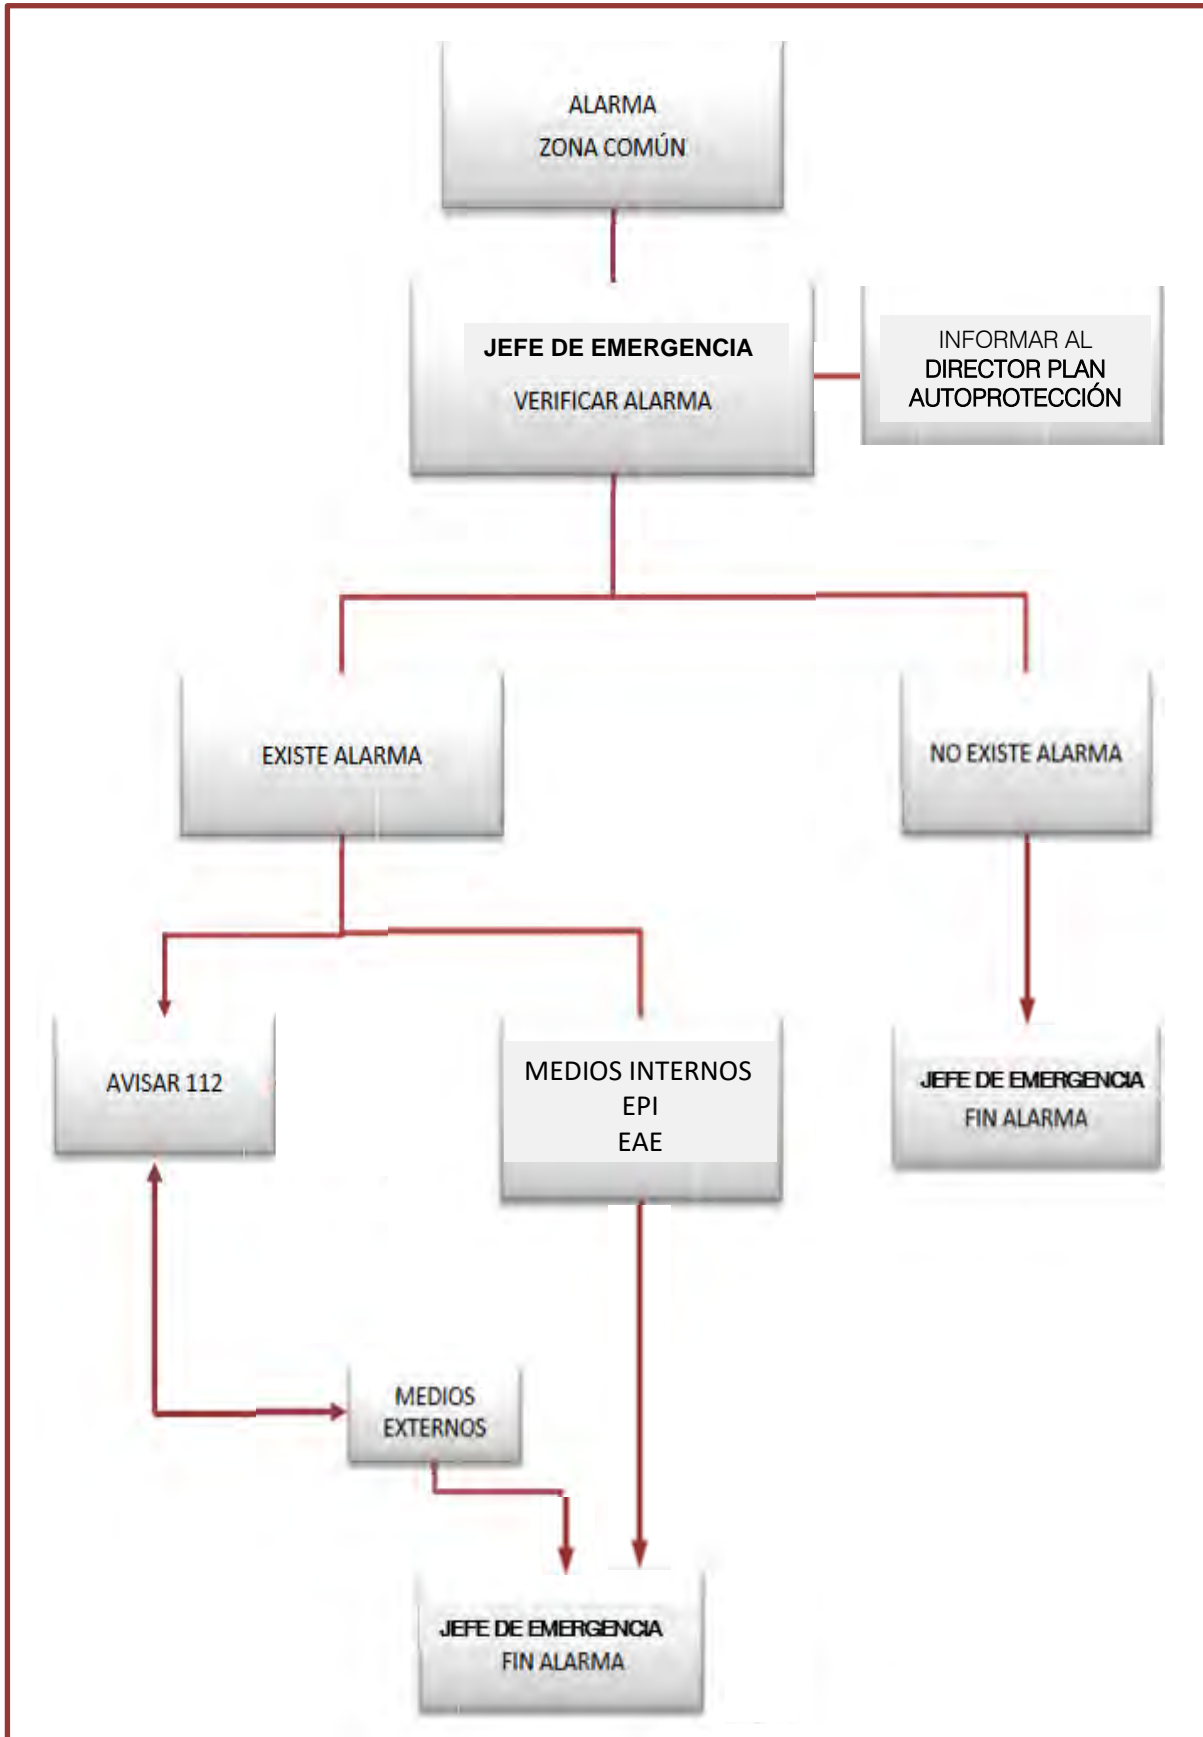 ALARMA
ZONA COMÚN
JEFE DE EMERGENCIA
VERIFICAR ALARMA
INFORMAR AL
DIRECTOR PLAN
AUTOPROTECCIÓN
EXISTE ALARMA
NO EXISTE ALARMA
AVISAR 112
MEDIOS INTERNOS
EPI
EAE
JEFE DE EMERGENCIA
FIN ALARMA
MEDIOS
EXTERNOS
JEFE DE EMERGENCIA
FIN ALARMA